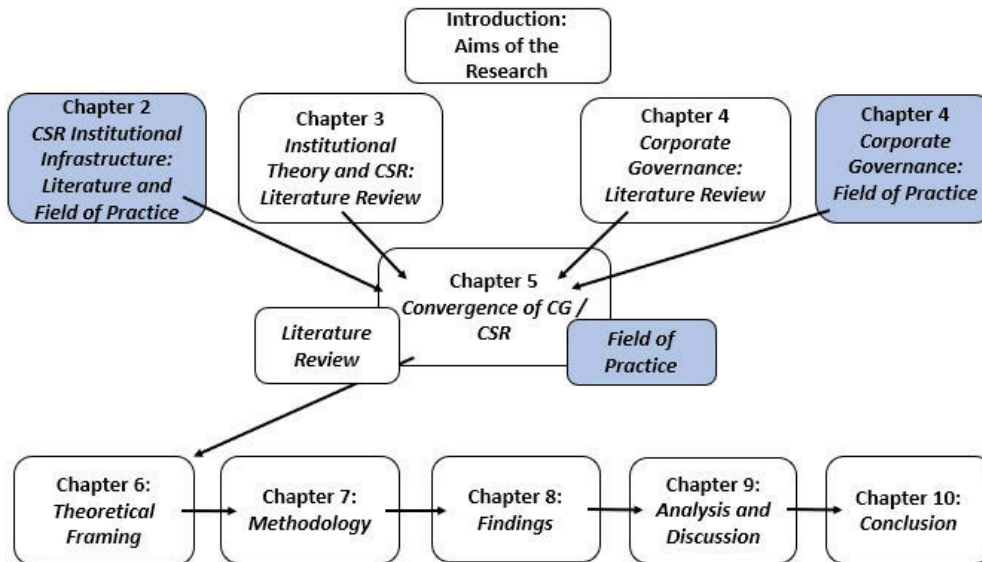 Introduction:
Aims of the
Research
Chapter 2
CSR Institutional
Infrastructure:
Literature and
Field of Practice
Chapter 3
Institutional
Theory and CSR:
Literature Review
Chapter 4
Corporate
Governance:
Literature Review
Chapter 4
Corporate
Governance:
Field of Practice
Chapter 5
Convergence of CG /
CSR
Literature
Review
Field of
Practice
Chapter 6:
Theoretical
Framing
Chapter 7:
Methodology
Chapter 8:
Findings
Chapter 9:
Analysis and
Discussion
Chapter 10:
Conclusion